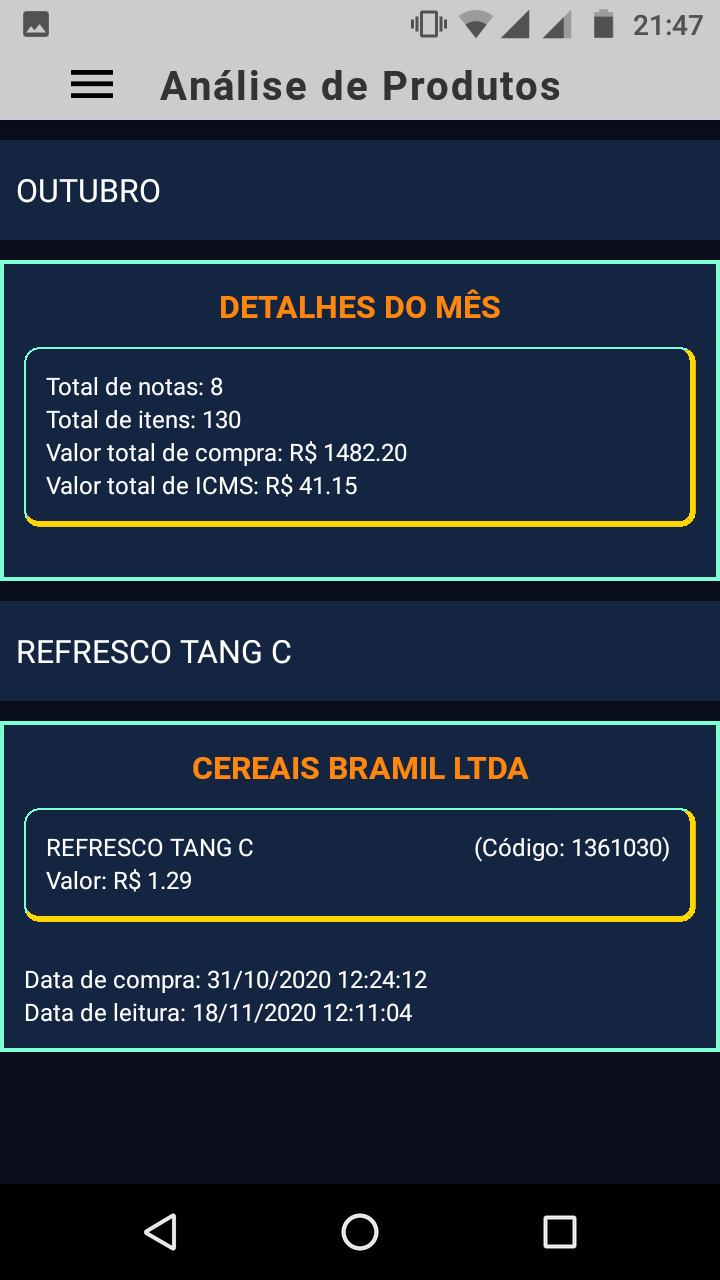 21:47
Análise de Produtos
OUTUBRO
DETALHES DO MÊS
Total de notas: 8
Total de itens: 130
Valor total de compra: R$ 1482.20
Valor total de ICMS: R$ 41.15
REFRESCO TANG C
CEREAIS BRAMIL LTDA
REFRESCO TANG C (Código: 1361030)
Valor: R$ 1.29
Data de compra: 31/10/2020 12:24:12
Data de leitura: 18/11/2020 12:11:04